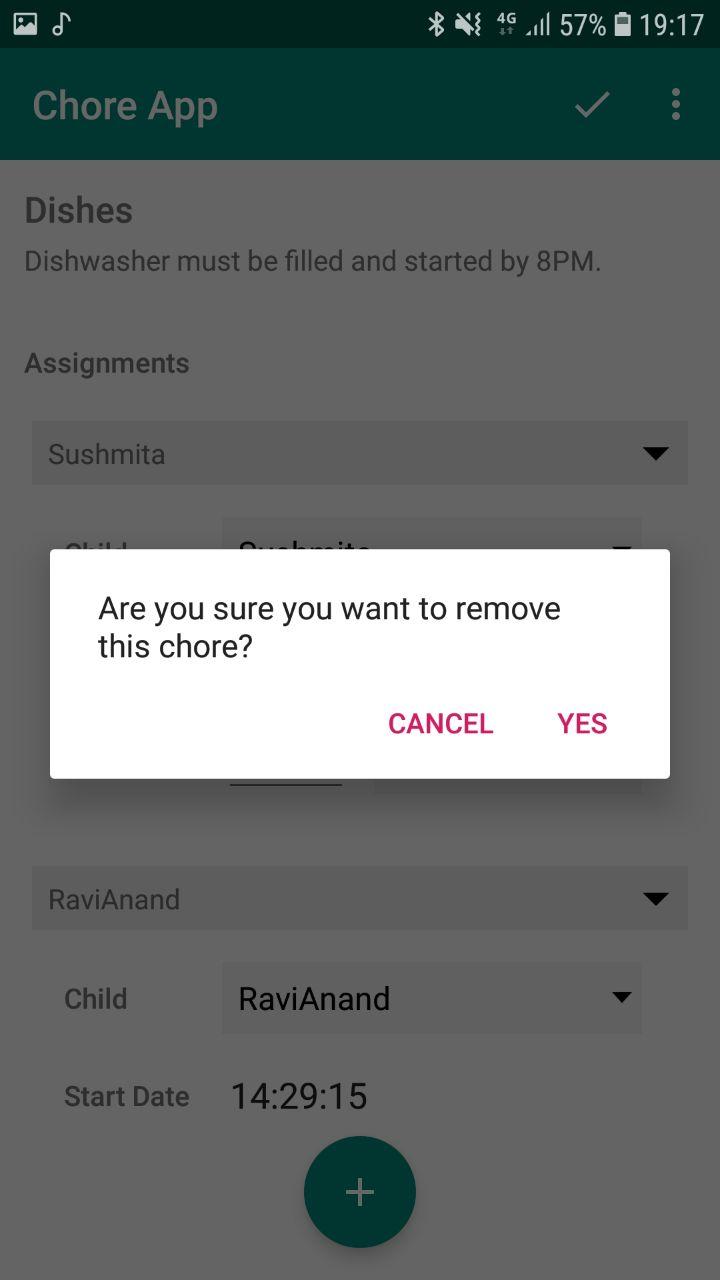 4G 57% 19:17
Chore App
Dishes
Dishwasher must be filled and started by 8PM.
Assignments
Sushmita
Child Sushmita
Are you sure you want to remove
this chore?
CANCEL YES
RaviAnand
Child RaviAnand
Start Date 14:29:15